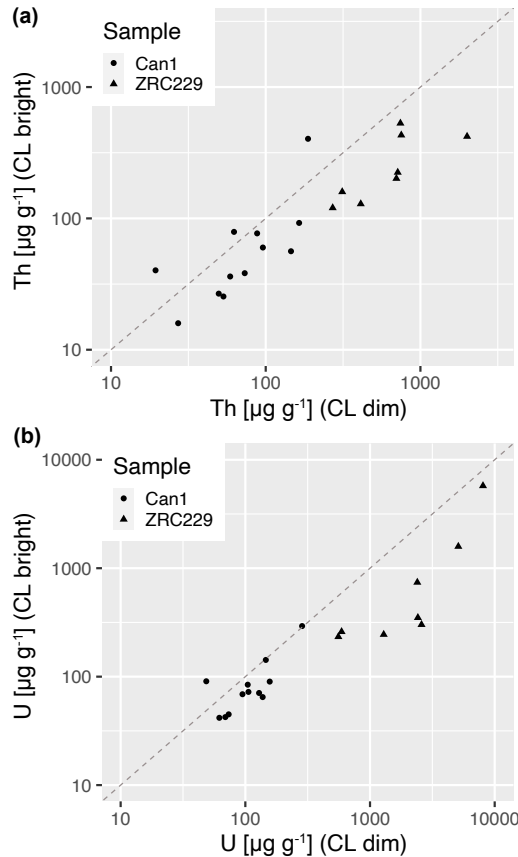 (a)
Sample
Can1
ZRC229
1000
100
10
Th [µg g⁻¹] (CL bright)
10
100
1000
Th [µg g⁻¹] (CL dim)
(b)
Sample
Can1
ZRC229
10000
1000
100
10
U [µg g⁻¹] (CL bright)
10
100
1000
10000
U [µg g⁻¹] (CL dim)